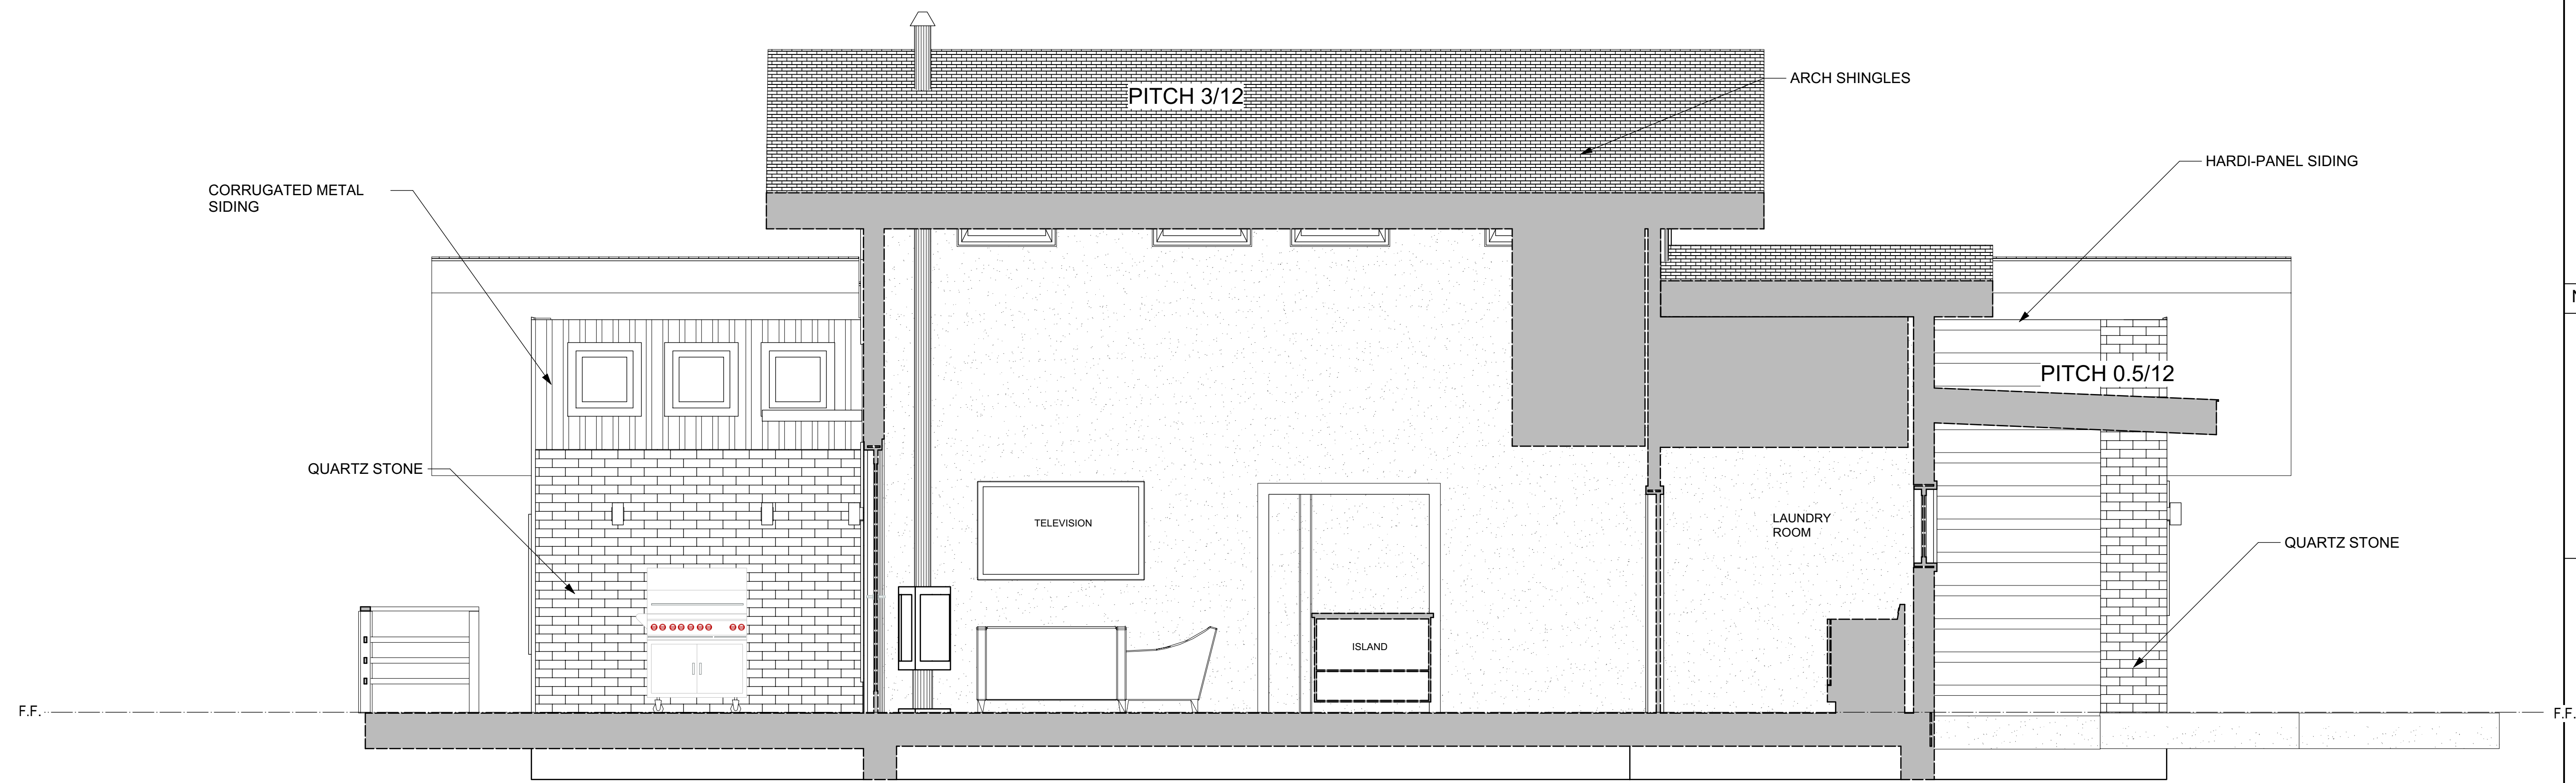 PITCH 3/12
ARCH SHINGLES
HARDI-PANEL SIDING
CORRUGATED METAL
SIDING
PITCH 0.5/12
QUARTZ STONE
TELEVISION
LAUNDRY
ROOM
QUARTZ STONE
ISLAND
F.F.
F.F.